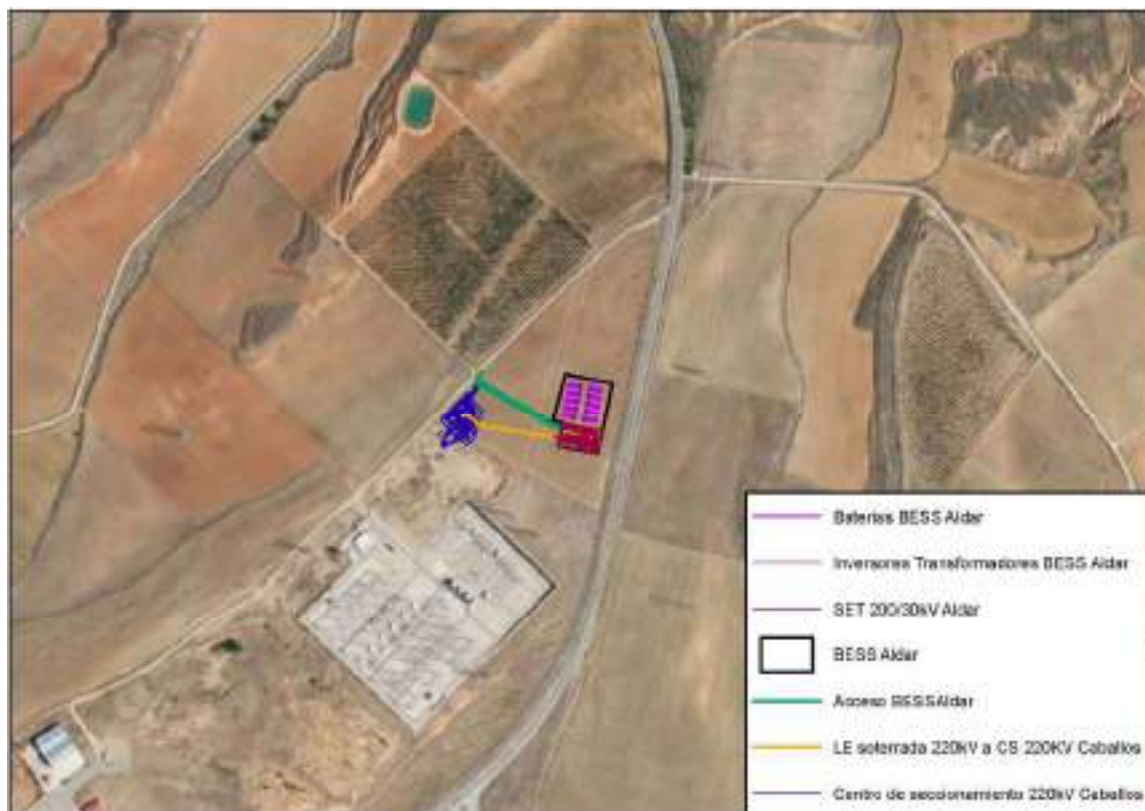 Baterias BESS Aldar
Inversores Transformadores BESS Aldar
SET 200/30kV Aldar
BESS Aldar
Acceso BESSAldar
LE soterrada 220kV a CS 220KV Caballos
Centro de seccionamiento 220kV Caballos